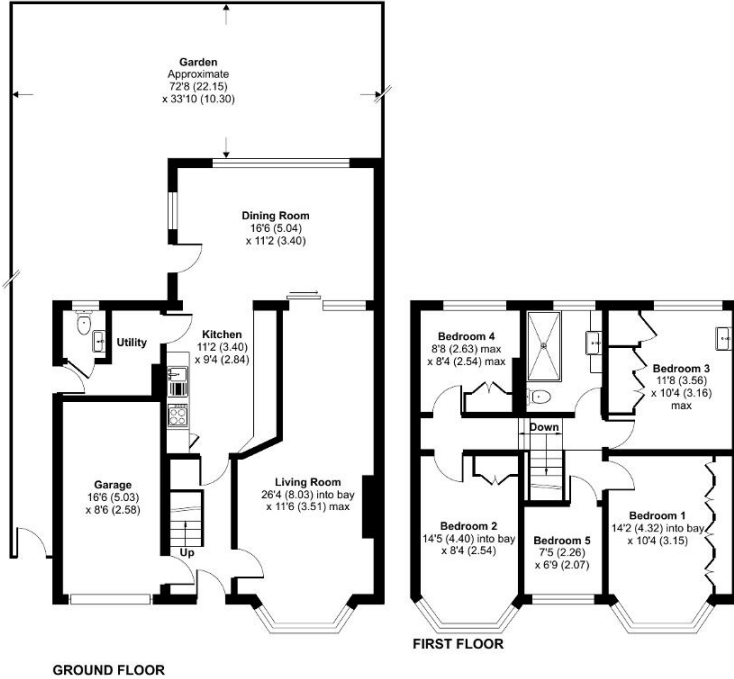 Garden
Approximate
72'8 (22.15)
x 33'10 (10.30)
Dining Room
16'6 (5.04)
x 11'2 (3.40)
Utility
Kitchen
11'2 (3.40)
x 9'4 (2.84)
Garage
16'6 (5.03)
x 8'6 (2.58)
Up
Living Room
26'4 (8.03) into bay
x 11'6 (3.51) max
GROUND FLOOR
Bedroom 4
8'8 (2.63) max
x 8'4 (2.54) max
Bedroom 3
11'8 (3.56)
x 10'4 (3.16)
max
Down
Bedroom 2
14'5 (4.40) into bay
x 8'4 (2.54)
Bedroom 5
7'5 (2.26)
x 6'9 (2.07)
Bedroom 1
14'2 (4.32) into bay
x 10'4 (3.15)
FIRST FLOOR